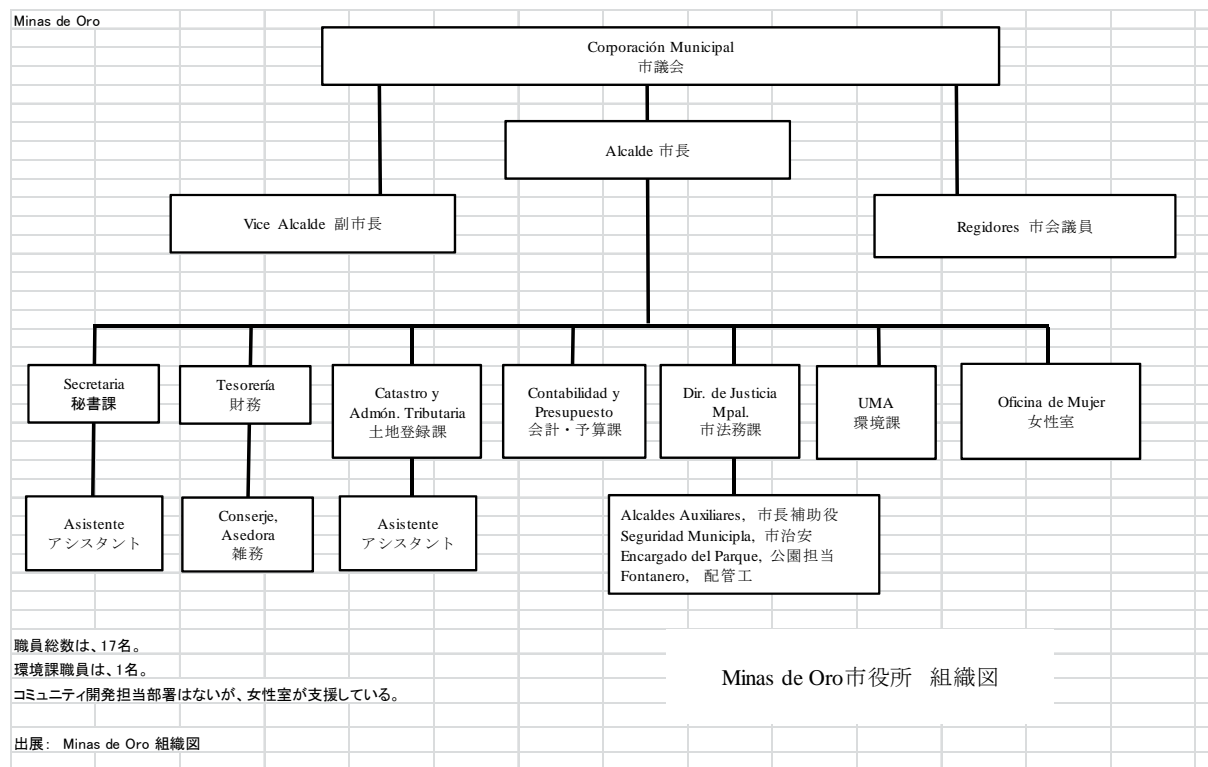 Minas de Oro
Corporación Municipal
市議会
Alcalde 市長
Vice Alcalde 副市長
Regidores 市会議員
Secretaria
秘書課
Tesorería
財務
Catastro y
Admón. Tributaria
土地登録課
Contabilidad y
Presupuesto
会計・予算課
Dir. de Justicia
Mpal.
市法務課
UMA
環境課
Oficina de Mujer
女性室
Asistente
アシスタント
Conserje,
Asedora
雑務
Asistente
アシスタント
Alcaldes Auxiliares, 市長補助役
Seguridad Municipla, 市治安
Encargado del Parque, 公園担当
Fontanero, 配管工
職員総数は、17名。
環境課職員は、1名。
コミュニティ開発担当部署はないが、女性室が支援している。
Minas de Oro市役所 組織図
出展: Minas de Oro 組織図